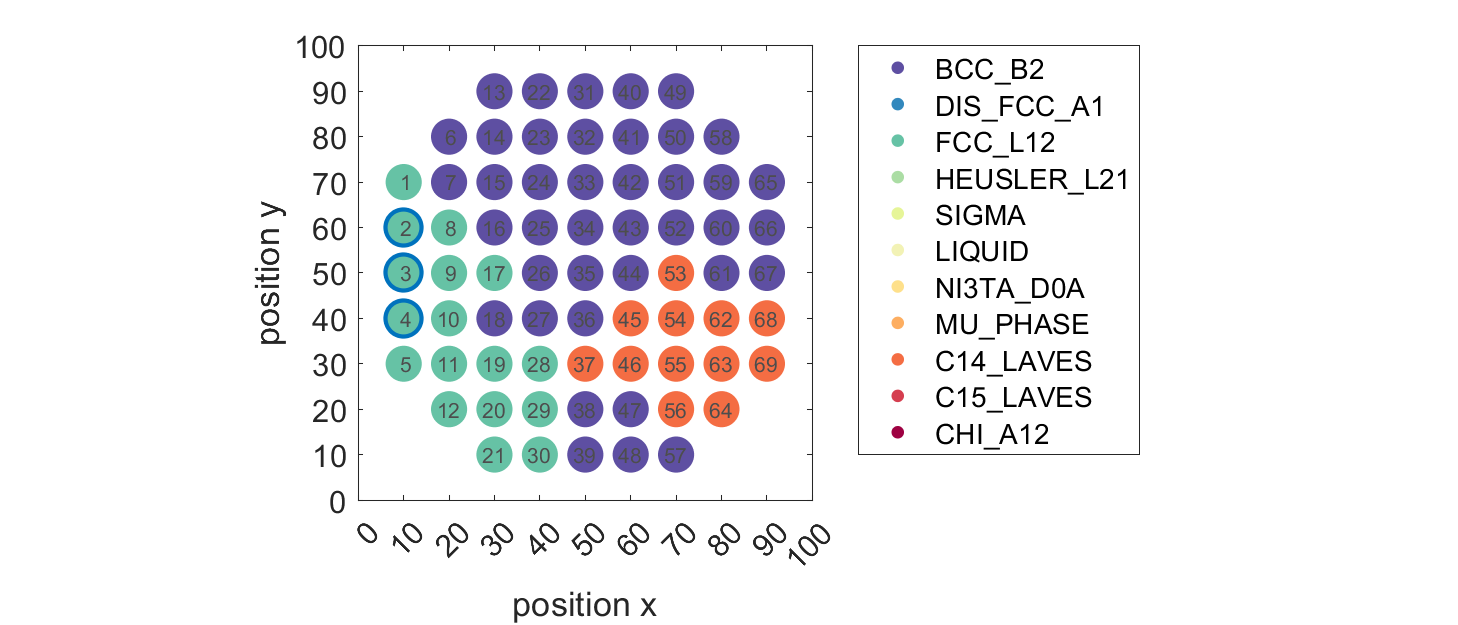 100
90
80
70
60
50
40
30
20
10
0
position y
13 22 31 40 49
6 14 23 32 41 50 58
1 7 15 24 33 42 51 59 65
2 8 16 25 34 43 52 60 66
3 9 17 26 35 44 53 61 67
4 10 18 27 36 45 54 62 68
5 11 19 28 37 46 55 63 69
12 20 29 38 47 56 64
21 30 39 48 57
0 10 20 30 40 50 60 70 80 90 100
position x
BCC_B2
DIS_FCC_A1
FCC_L12
HEUSLER_L21
SIGMA
LIQUID
NI3TA_D0A
MU_PHASE
C14_LAVES
C15_LAVES
CHI_A12